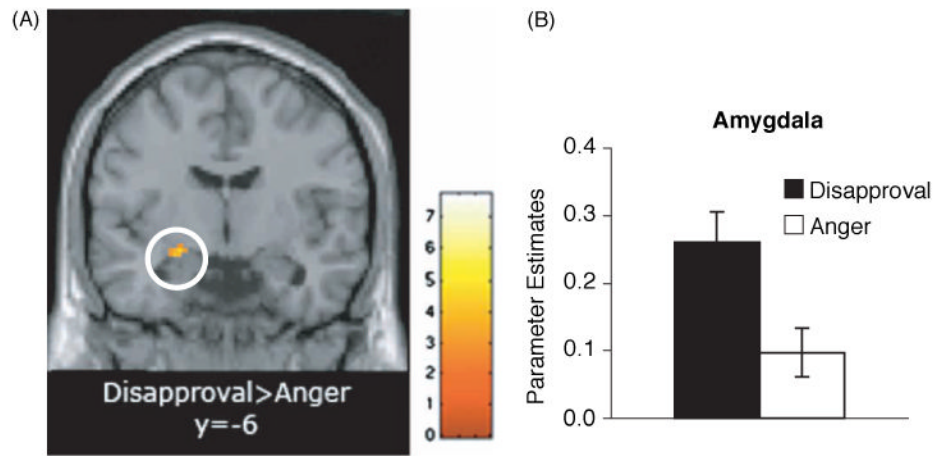 (A)
Disapproval>Anger
y=-6
7
6
5
4
3
2
1
0
(B)
Amygdala
Parameter Estimates
0.4
0.3
0.2
0.1
0.0
Disapproval
Anger